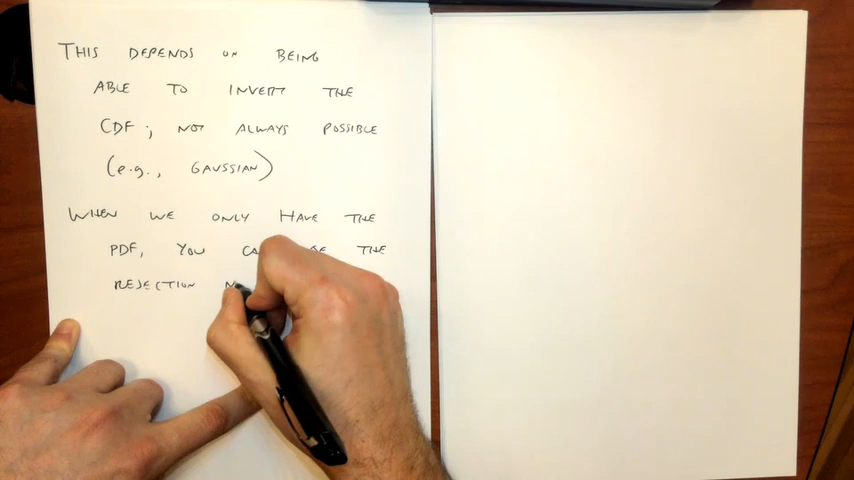 THIS DEPENDS ON BEING
ABLE TO INVERT THE
CDF; NOT ALWAYS POSSIBLE
(e.g., GAUSSIAN)
WHEN WE ONLY HAVE THE
PDF, YOU THE
REJECTION